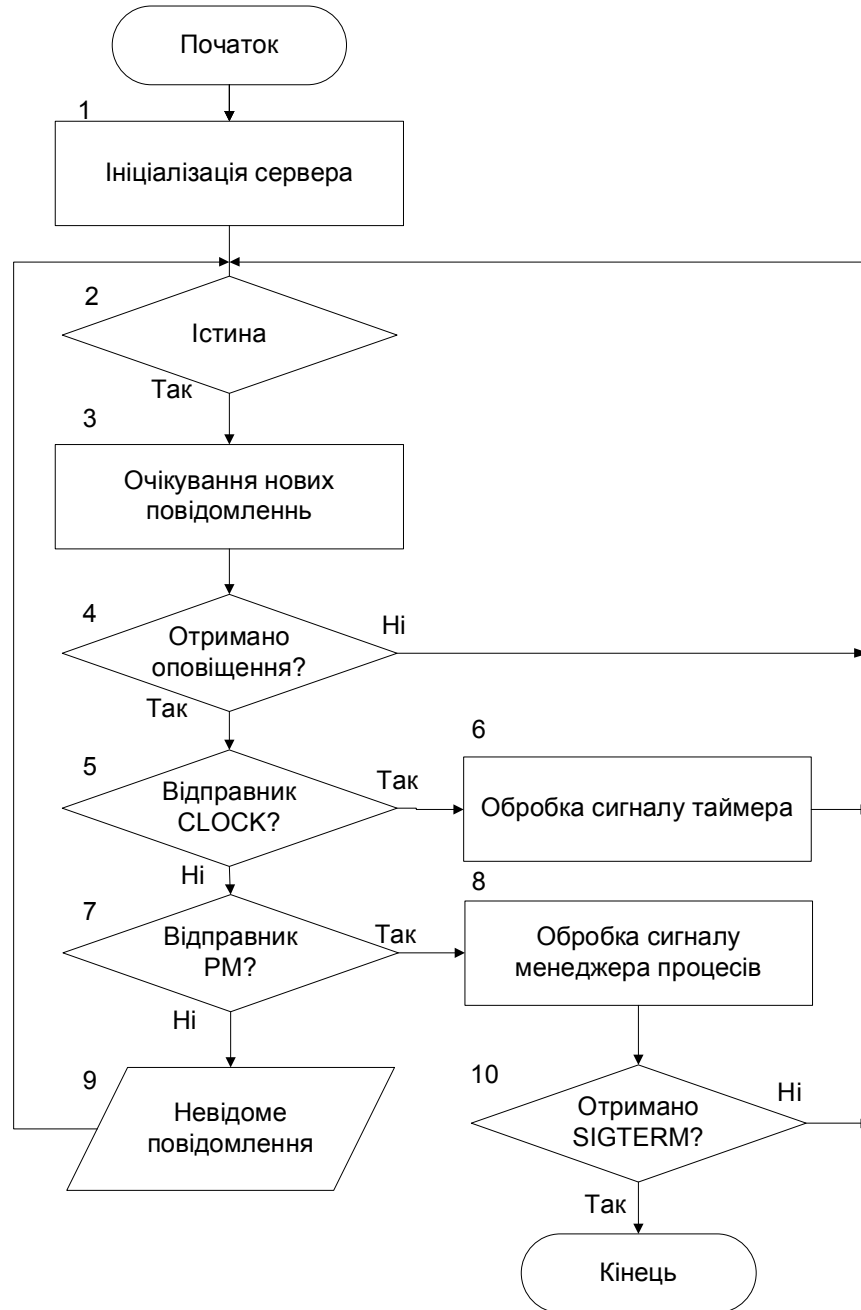 Початок
1
Ініціалізація сервера
2
Істина
Так
3
Очікування нових
повідомленнь
4
Отримано
оповіщення?
Ні
Так
5
Відправник
CLOCK?
Так
6
Обробка сигналу таймера
Ні
7
Відправник
PM?
Так
8
Обробка сигналу
менеджера процесів
Ні
9
Невідоме
повідомлення
10
Отримано
SIGTERM?
Ні
Так
Кінець